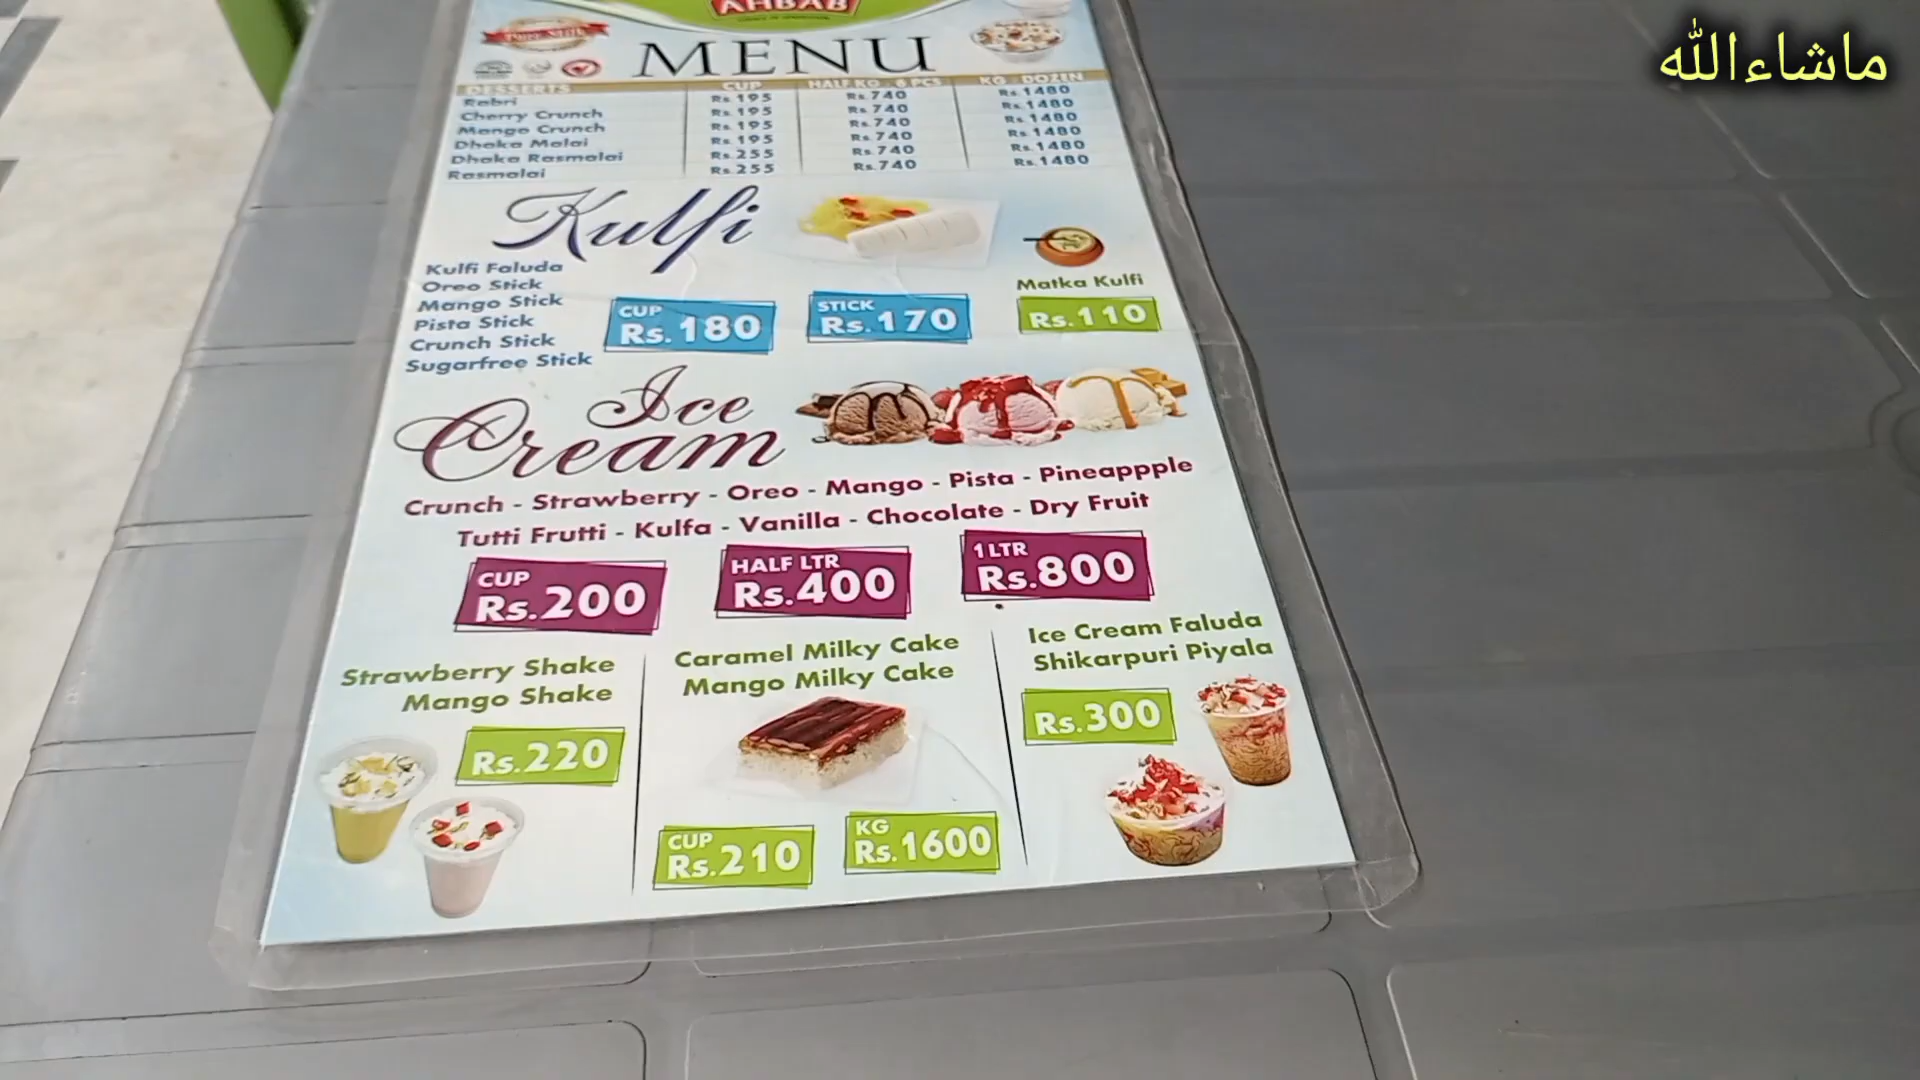 AHBAB
ماشاءالله
Pure Milk
MENU
DESSERTS CUP HALF KG - 6 PCS KG - DOZEN
Rabri Rs.195 Rs.740 Rs.1480
Cherry Crunch Rs.195 Rs.740 Rs.1480
Mango Crunch Rs.195 Rs.740 Rs.1480
Dhaka Malai Rs.195 Rs.740 Rs.1480
Dhaka Rasmalai Rs.255 Rs.740 Rs.1480
Rasmalai Rs.255 Rs.740 Rs.1480
Kulfi
Kulfi Faluda
Oreo Stick
Mango Stick
Pista Stick
Crunch Stick
Sugarfree Stick
CUP
Rs.180
STICK
Rs.170
Matka Kulfi
Rs.110
Ice
Cream
Crunch - Strawberry - Oreo - Mango - Pista - Pineappple
Tutti Frutti - Kulfa - Vanilla - Chocolate - Dry Fruit
CUP
Rs.200
HALF LTR
Rs.400
1 LTR
Rs.800
Strawberry Shake
Mango Shake
Rs.220
Caramel Milky Cake
Mango Milky Cake
CUP
Rs.210
KG
Rs.1600
Ice Cream Faluda
Shikarpuri Piyala
Rs.300